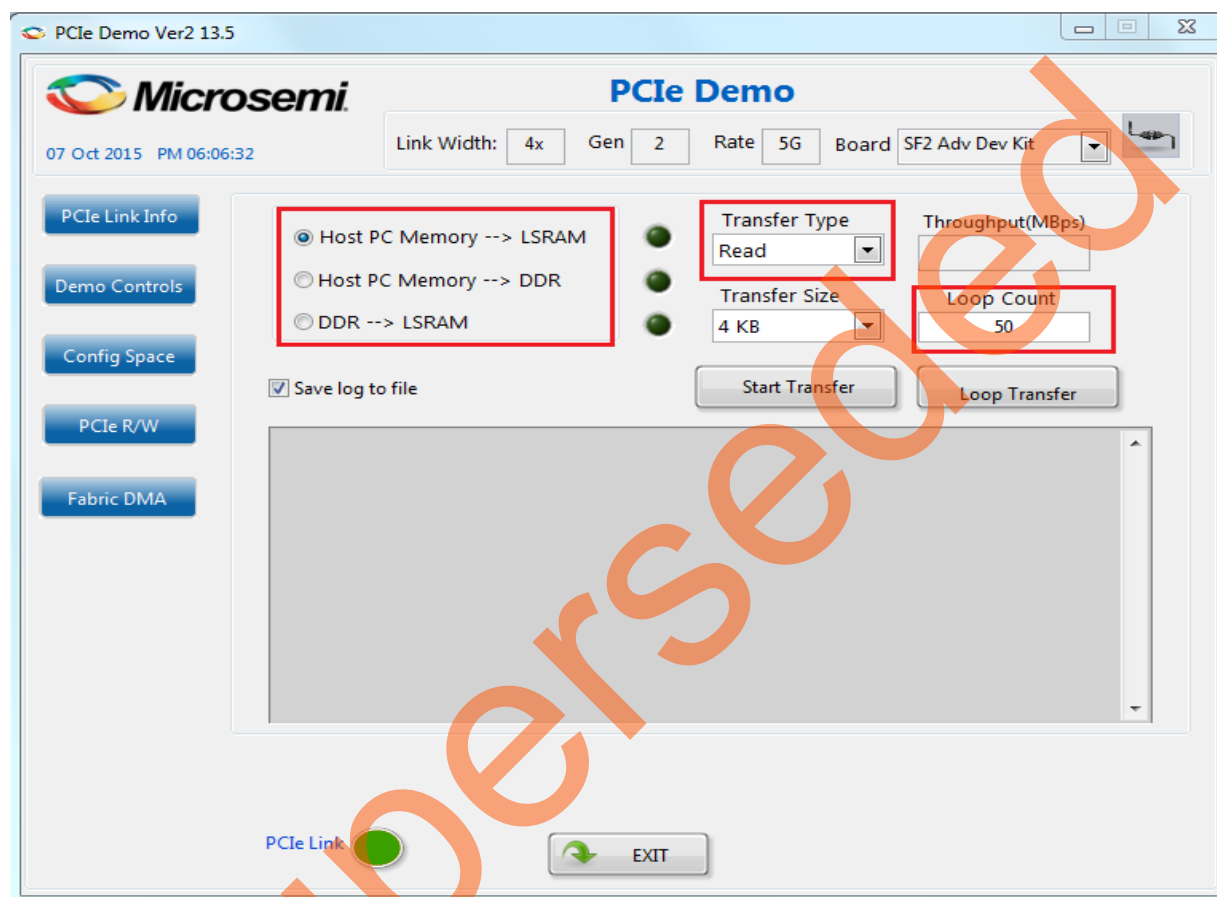 PCIe Demo Ver2 13.5
Microsemi.
PCIe Demo
07 Oct 2015 PM 06:06:32
Link Width: 4x Gen 2 Rate 5G Board SF2 Adv Dev Kit
PCIe Link Info
Demo Controls
Config Space
PCIe R/W
Fabric DMA
Host PC Memory --> LSRAM
Host PC Memory --> DDR
DDR --> LSRAM
Transfer Type
Read
Throughput(MBps)
Transfer Size
4 KB
Loop Count
50
Save log to file
Start Transfer
Loop Transfer
PCIe Link
EXIT
perseded